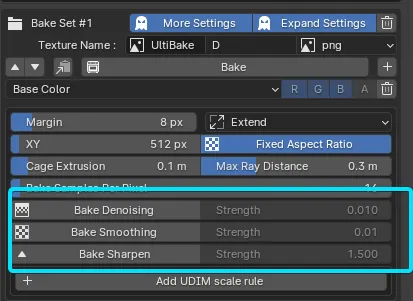 Bake Set #1 More Settings Expand Settings
Texture Name : UltiBake D png
Bake
Base Color R G B A
Margin 8 px Extend
XY 512 px Fixed Aspect Ratio
Cage Extrusion 0.1 m Max Ray Distance 0.3 m
Bake Samples Per Pixel 16
Bake Denoising Strength 0.010
Bake Smoothing Strength 0.01
Bake Sharpen Strength 1.500
Add UDIM scale rule